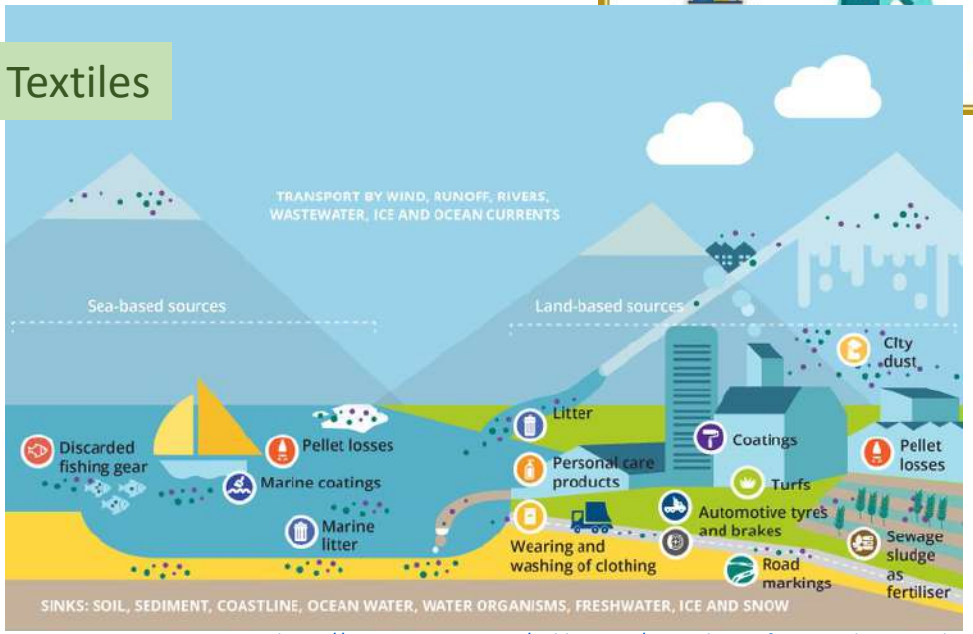 Textiles
TRANSPORT BY WIND, RUNOFF, RIVERS,
WASTEWATER, ICE AND OCEAN CURRENTS
Sea-based sources
Land-based sources
City
dust
Litter
Discarded
fishing gear
Pellet losses
Marine coatings
Marine
litter
Personal care
products
Coatings
Pellet
losses
Turfs
Wearing and
washing of clothing
Automotive tyres
and brakes
Road
markings
Sewage
sludge
as
fertiliser
SINKS: SOIL, SEDIMENT, COASTLINE, OCEAN WATER, WATER ORGANISMS, FRESHWATER, ICE AND SNOW